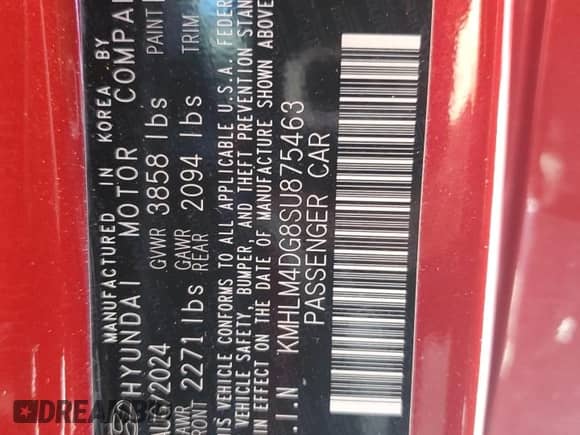 MANUFACTURED IN KOREA BY
HYUNDAI MOTOR COMPA
2024 GVWR 3858 lbs PAINT
GAWR GAWR
FRONT 2271 lbs REAR 2094 lbs TRIM
VEHICLE CONFORMS TO ALL APPLICABLE U.S.A. FEDER
VEHICLE SAFETY, BUMPER, AND THEFT PREVENTION STAN
IN EFFECT ON THE DATE OF MANUFACTURE SHOWN ABOVE
.I.N KMHLM4DG8SU875463
PASSENGER CAR
DREAMBID